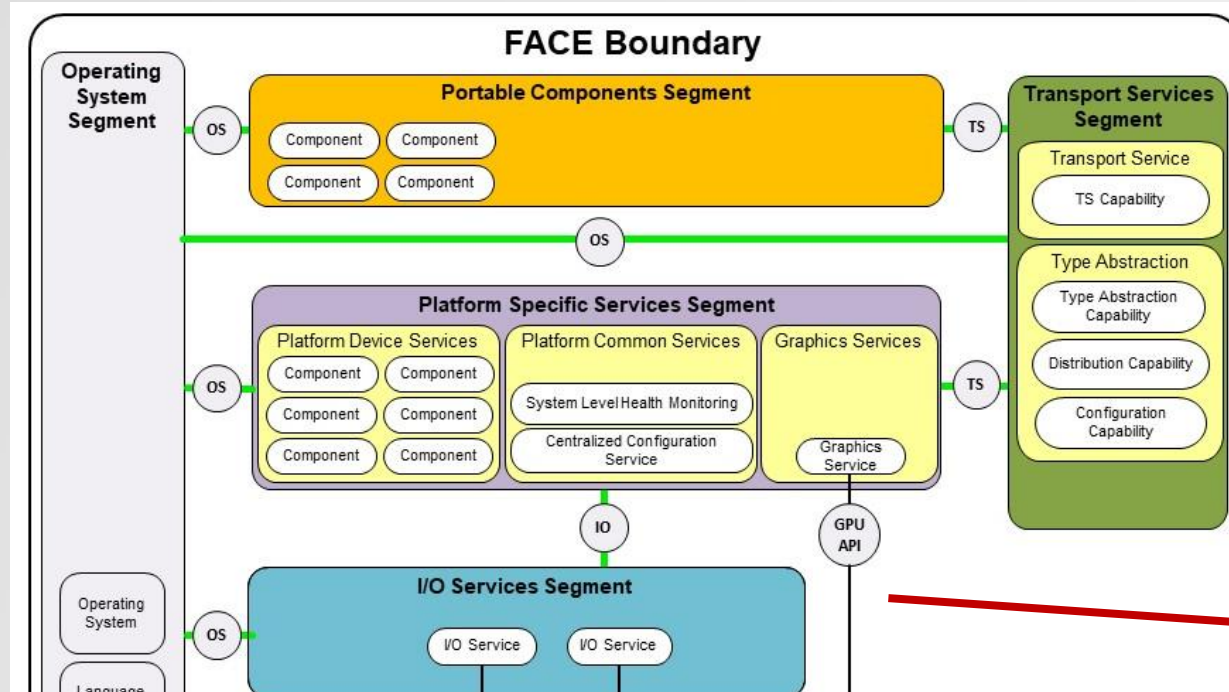 FACE Boundary
Operating
System
Segment
OS
Portable Components Segment
Component
Component
Component
Component
TS
Transport Services
Segment
Transport Service
TS Capability
OS
Type Abstraction
Type Abstraction
Capability
Distribution Capability
Configuration
Capability
Platform Specific Services Segment
OS
Platform Device Services
Component
Component
Component
Component
Component
Component
Platform Common Services
System Level Health Monitoring
Centralized Configuration
Service
Graphics Services
Graphics
Service
TS
IO
GPU
API
I/O Services Segment
Operating
System
OS
I/O Service
I/O Service
Language